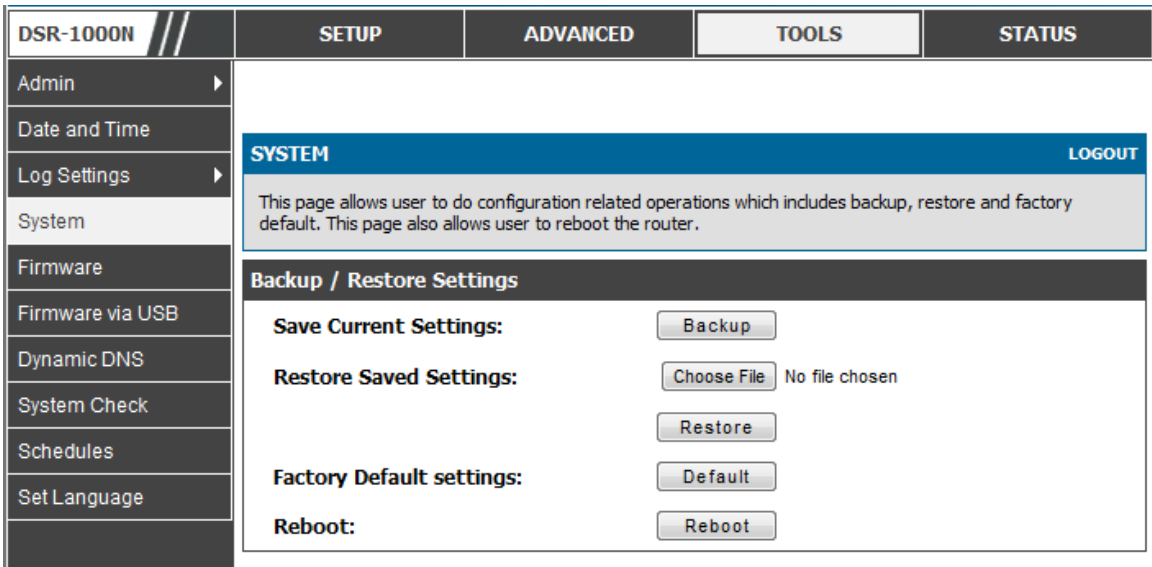 DSR-1000N
SETUP
ADVANCED
TOOLS
STATUS
Admin
Date and Time
Log Settings
System
Firmware
Firmware via USB
Dynamic DNS
System Check
Schedules
Set Language
SYSTEM
LOGOUT
This page allows user to do configuration related operations which includes backup, restore and factory
default. This page also allows user to reboot the router.
Backup / Restore Settings
Save Current Settings:
Backup
Restore Saved Settings:
Choose File No file chosen
Restore
Factory Default settings:
Default
Reboot:
Reboot